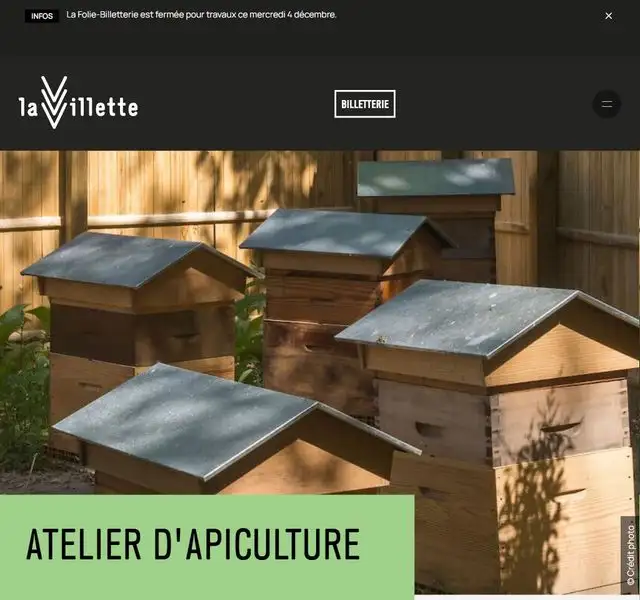 INFOS La Folie-Billetterie est fermée pour travaux ce mercredi 4 décembre.
la Villette
BILLETTERIE
© Crédit photo
ATELIER D'APICULTURE